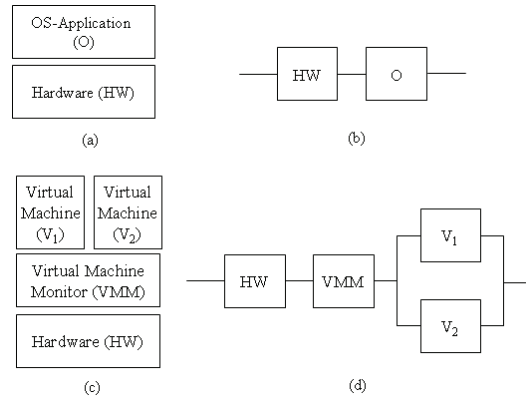 OS-Application
(O)
Hardware (HW)
(a)
HW
O
(b)
Virtual
Machine
(V₁)
Virtual
Machine
(V₂)
Virtual Machine
Monitor (VMM)
Hardware (HW)
(c)
HW
VMM
V₁
V₂
(d)